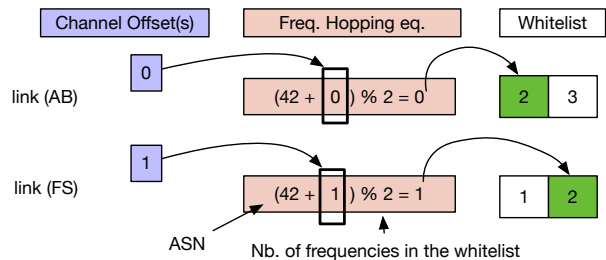 Channel Offset(s) Freq. Hopping eq. Whitelist
0
link (AB) (42 + 0 ) % 2 = 0 2 3
1
link (FS) (42 + 1 ) % 2 = 1 1 2
ASN Nb. of frequencies in the whitelist